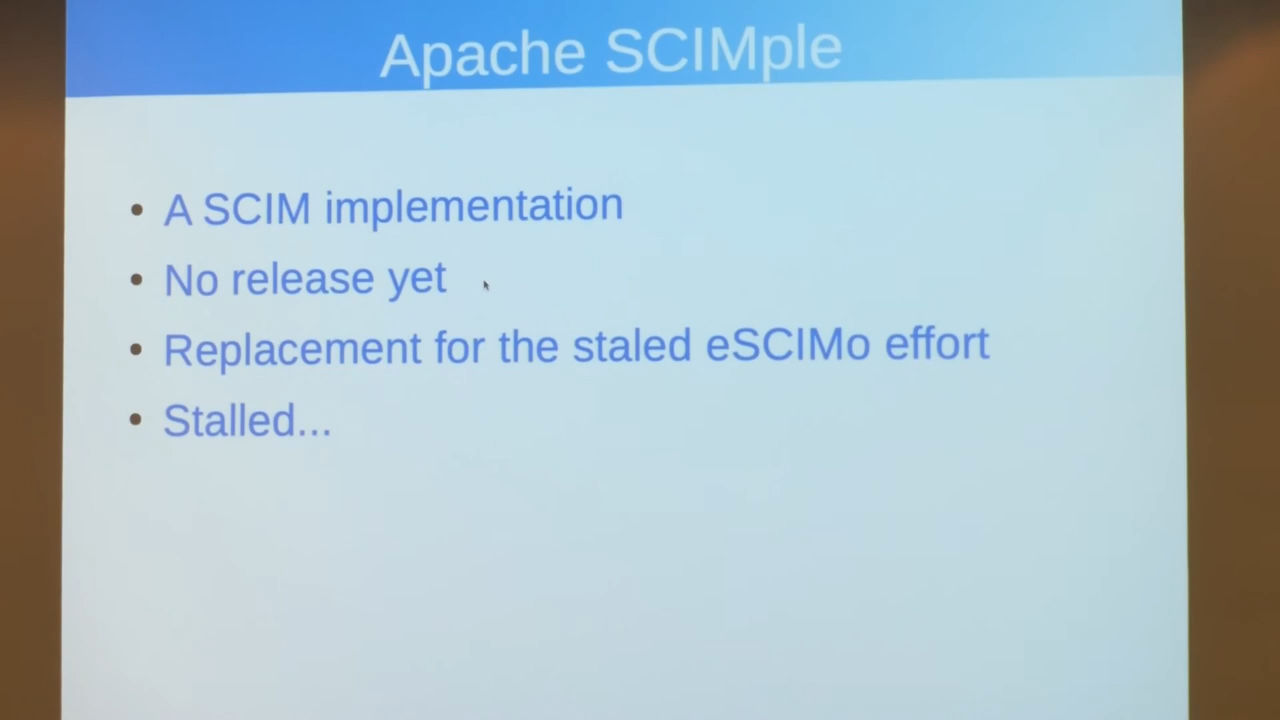 Apache SCIMple
• A SCIM implementation
• No release yet
• Replacement for the staled eSCIMo effort
• Stalled...